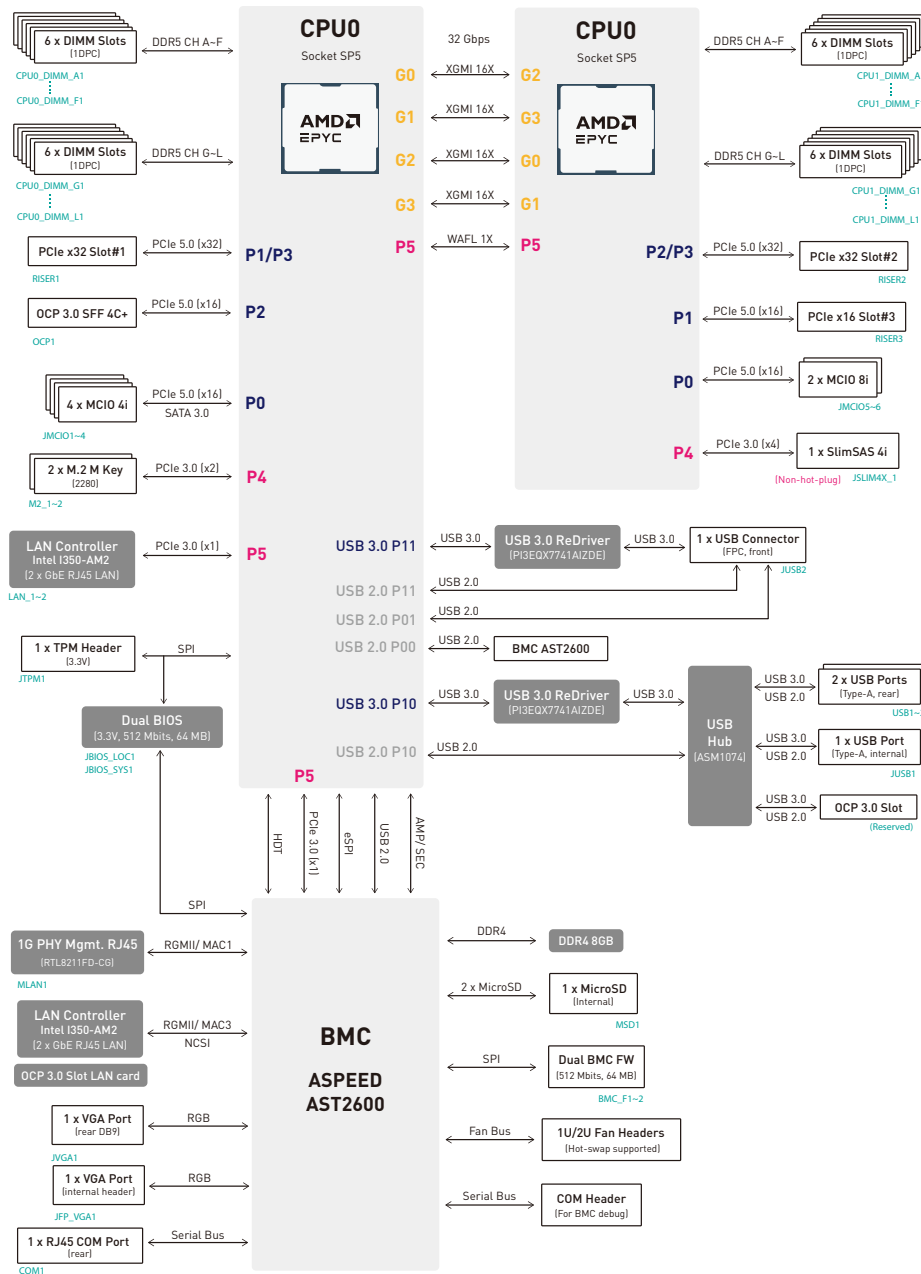 CPU0
Socket SP5
AMD
EPYC
G0
G1
G2
G3
P5
P1/P3
P2
P0
P4
P5
USB 3.0 P11
USB 2.0 P11
USB 2.0 P01
USB 2.0 P00
USB 3.0 P10
USB 2.0 P10
P5
32 Gbps
XGMI 16X
XGMI 16X
XGMI 16X
XGMI 16X
WAFL 1X
CPU0
Socket SP5
AMD
EPYC
G2
G3
G0
G1
P5
P2/P3
P1
P0
P4
6 x DIMM Slots
(1DPC)
DDR5 CH A~F
CPU0_DIMM_A1
CPU0_DIMM_F1
6 x DIMM Slots
(1DPC)
DDR5 CH G~L
CPU0_DIMM_G1
CPU0_DIMM_L1
PCIe x32 Slot#1
PCIe 5.0 (x32)
RISER1
OCP 3.0 SFF 4C+
PCIe 5.0 (x16)
OCP1
4 x MCIO 4i
PCIe 5.0 (x16)
SATA 3.0
JMCIO1~4
2 x M.2 M Key
(2280)
PCIe 3.0 (x2)
M2_1~2
LAN Controller
Intel I350-AM2
(2 x GbE RJ45 LAN)
PCIe 3.0 (x1)
LAN_1~2
1 x TPM Header
(3.3V)
SPI
JTPM1
Dual BIOS
(3.3V, 512 Mbits, 64 MB)
JBIOS_LOC1
JBIOS_SYS1
SPI
DDR5 CH A~F
6 x DIMM Slots
(1DPC)
CPU1_DIMM_A
CPU1_DIMM_F
DDR5 CH G~L
6 x DIMM Slots
(1DPC)
CPU1_DIMM_G1
CPU1_DIMM_L1
PCIe 5.0 (x32)
PCIe x32 Slot#2
RISER2
PCIe 5.0 (x16)
PCIe x16 Slot#3
RISER3
PCIe 5.0 (x16)
2 x MCIO 8i
JMCIO5~6
PCIe 3.0 (x4)
1 x SlimSAS 4i
(Non-hot-plug)
JSLIM4X_1
USB 3.0
USB 3.0 ReDriver
(PI3EQX7741AIZDE)
USB 3.0
1 x USB Connector
(FPC, front)
JUSB2
USB 2.0
USB 2.0
USB 2.0
BMC AST2600
USB 3.0
USB 3.0 ReDriver
(PI3EQX7741AIZDE)
USB 3.0
USB 2.0
USB
Hub
(ASM1074)
USB 3.0
USB 2.0
2 x USB Ports
(Type-A, rear)
USB1~
USB 3.0
USB 2.0
1 x USB Port
(Type-A, internal)
JUSB1
USB 3.0
USB 2.0
OCP 3.0 Slot
(Reserved)
HDT
PCIe 3.0 (x1)
eSPI
USB 2.0
AMP/ SEC
BMC
ASPEED
AST2600
1G PHY Mgmt. RJ45
(RTL8211FD-CG)
RGMII/ MAC1
MLAN1
LAN Controller
Intel I350-AM2
(2 x GbE RJ45 LAN)
RGMII/ MAC3
NCSI
OCP 3.0 Slot LAN card
1 x VGA Port
(rear DB9)
RGB
JVGA1
1 x VGA Port
(internal header)
RGB
JFP_VGA1
1 x RJ45 COM Port
(rear)
Serial Bus
COM1
DDR4
DDR4 8GB
2 x MicroSD
1 x MicroSD
(Internal)
MSD1
SPI
Dual BMC FW
(512 Mbits, 64 MB)
BMC_F1~2
Fan Bus
1U/2U Fan Headers
(Hot-swap supported)
Serial Bus
COM Header
(For BMC debug)